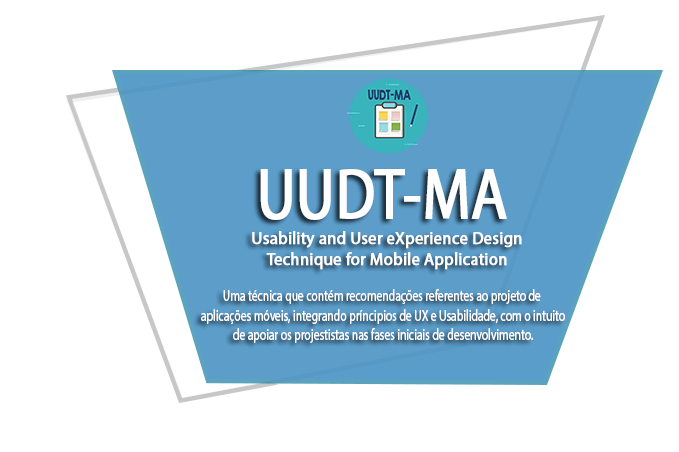 UUDT-MA
UUDT-MA
Usability and User eXperience Design
Technique for Mobile Application
Uma técnica que contém recomendações referentes ao projeto de
aplicações móveis, integrando príncipios de UX e Usabilidade, com o intuito
de apoiar os projestistas nas fases iniciais de desenvolvimento.